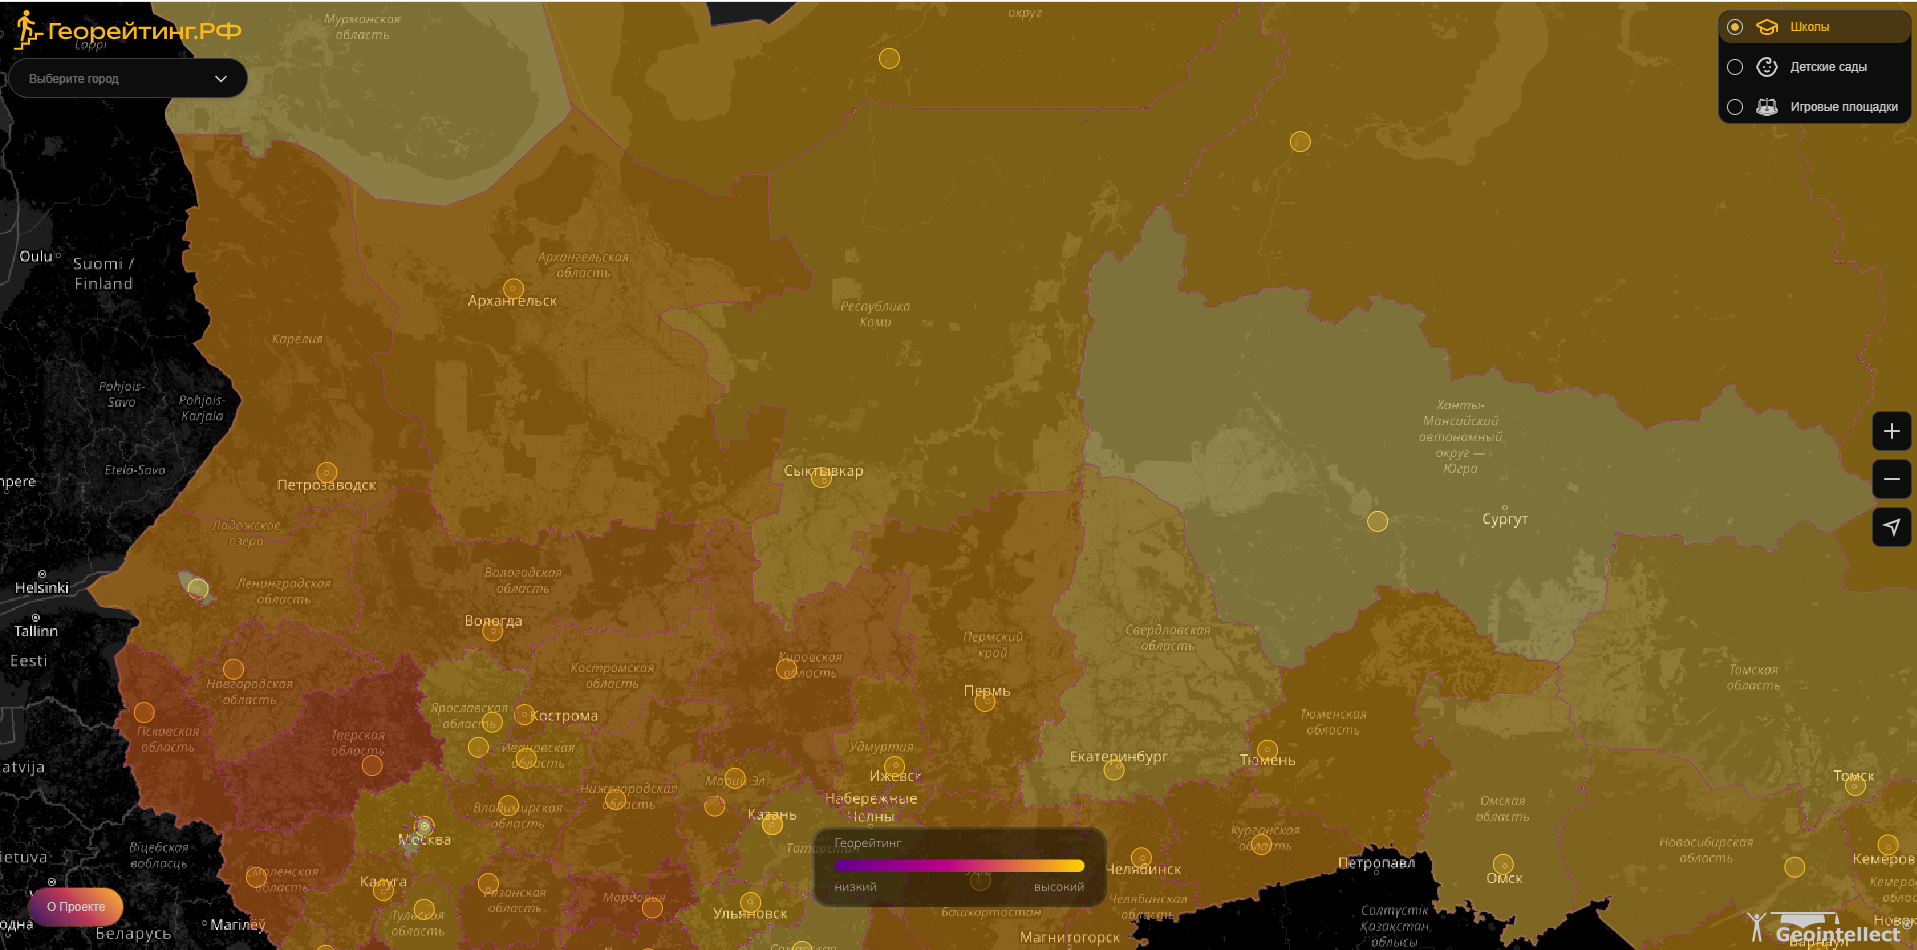 Георейтинг.РФ
Lappi
Выберите город
Мурманская
область
округ
Школы
Детские сады
Игровые площадки
Oulu
Suomi /
Finland
Архангельская
область
Архангельск
Республика
Коми
Карелия
Pohjois-
Savo
Pohjois-
Karjala
Ханты-
Мансийский
автономный
округ —
Югра
Etelä-Savo
mpere
Петрозаводск
Сыктывкар
Сургут
Ладожское
озеро
Helsinki
Ленинградская
область
Вологодская
область
Tallinn
Вологда
Eesti
Пермский
край
Свердловская
область
Кировская
область
Костромская
область
Новгородская
область
Томская
область
Пермь
Ярославская
область
Кострома
Тюменская
область
Псковская
область
Тверская
область
Ивановская
область
Удмуртия
Ижевск
Екатеринбург
Тюмень
atvija
Томск
Марий Эл
Нижегородская
область
Набережные
Челны
Владимирская
область
Казань
Омская
область
Москва
Курганская
область
Новосибирская
область
Віцебская
вобласць
ietuva
Георейтинг
низкий
высокий
Уфа
Челябинск
Петропавл
Кемеров
Смоленская
область
Калуга
Омск
Рязанская
область
Мордовия
Челябинская
область
Кемеровс
облас
О Проекте
Тульская
область
Ульяновск
Башкортостан
Солтүстік
Қазақстан
облысы
одна
Магілёў
Беларусь
Магнитогорск
Самарская
Новок
Барнаул
Geointellect